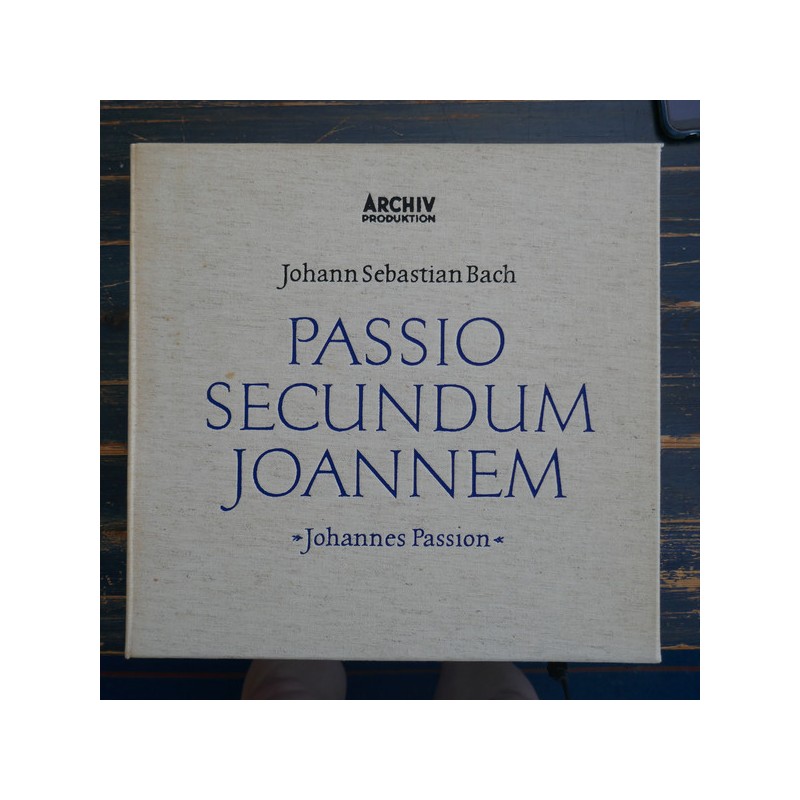 ARCHIV
PRODUKTION
Johann Sebastian Bach
PASSIO
SECUNDUM
JOANNEM
»Johannes Passion«